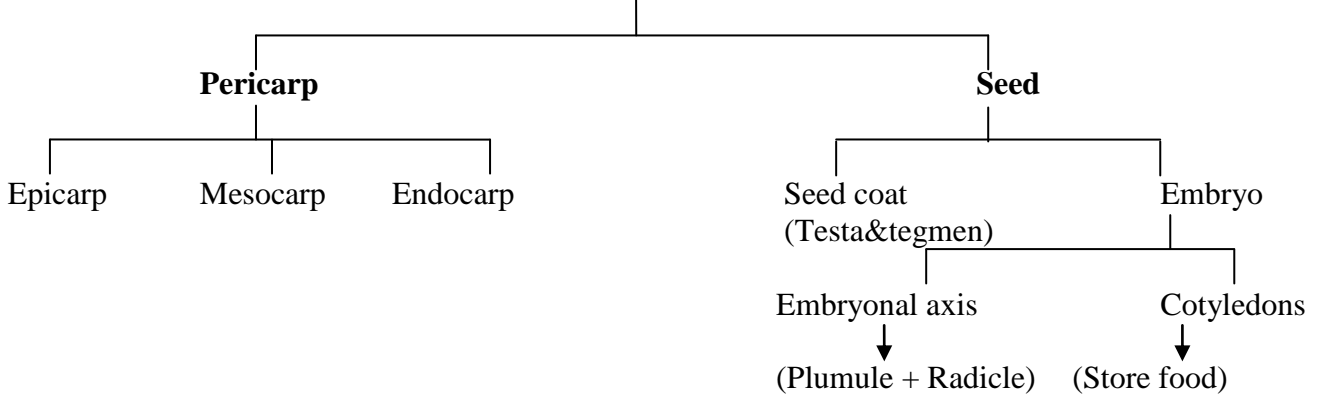 Pericarp Seed
Epicarp Mesocarp Endocarp Seed coat Embryo
(Testa&tegmen)
Embryonal axis Cotyledons
(Plumule + Radicle) (Store food)